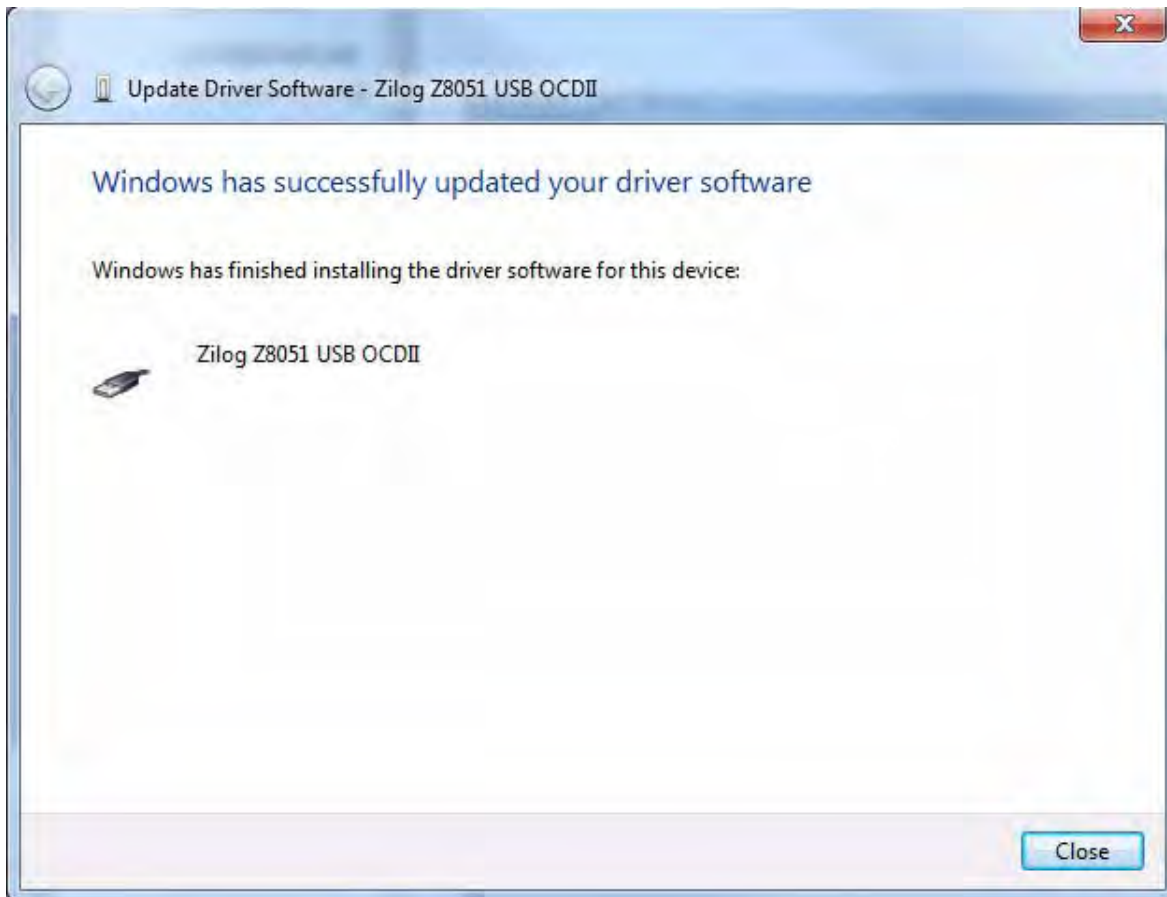 Update Driver Software - Zilog Z8051 USB OCDII
Windows has successfully updated your driver software
Windows has finished installing the driver software for this device:
Zilog Z8051 USB OCDII
Close